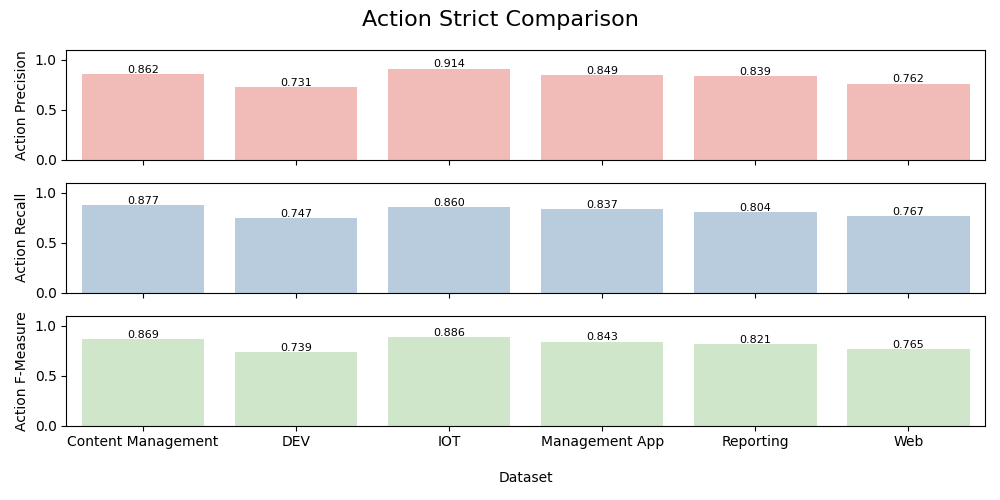 Action Strict Comparison
Action Precision
1.0
0.5
0.0
0.862
0.731
0.914
0.849
0.839
0.762
Action Recall
1.0
0.5
0.0
0.877
0.747
0.860
0.837
0.804
0.767
Action F-Measure
1.0
0.5
0.0
0.869
0.739
0.886
0.843
0.821
0.765
Content Management
DEV
IOT
Management App
Reporting
Web
Dataset